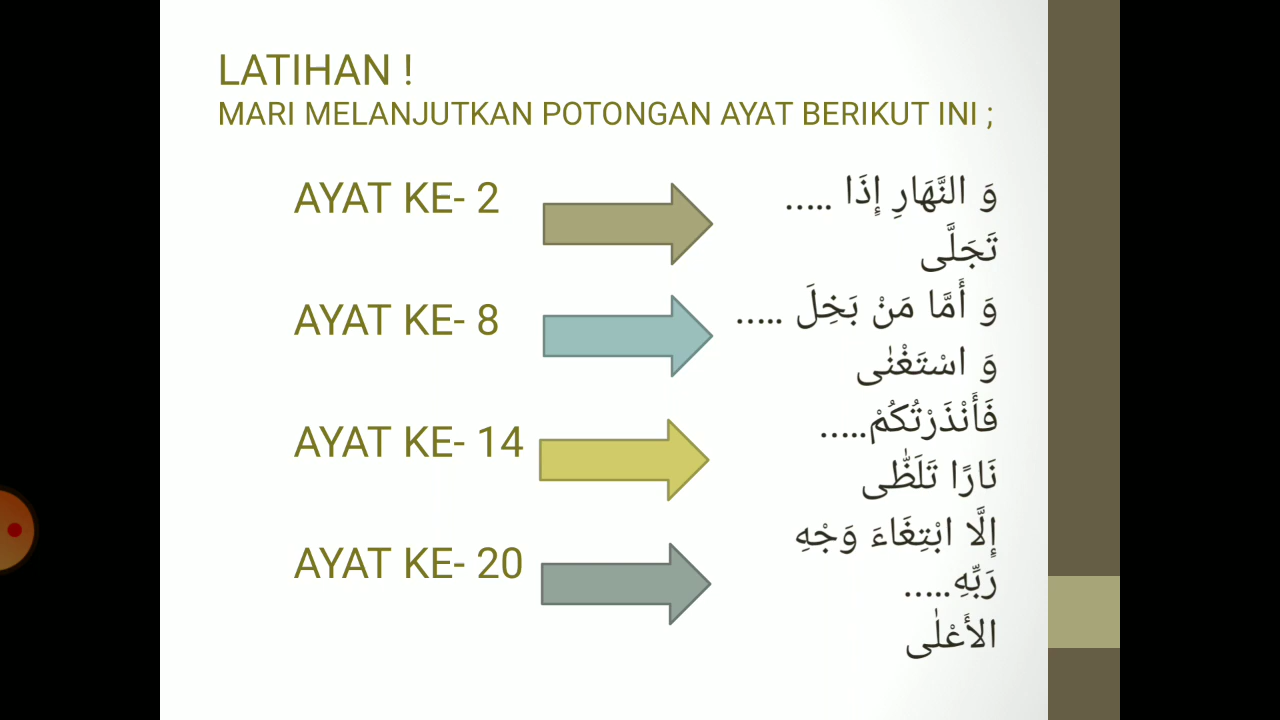 LATIHAN !
MARI MELANJUTKAN POTONGAN AYAT BERIKUT INI ;
AYAT KE- 2
وَ النَّهَارِ إِذَا .....
تَجَلَّى
AYAT KE- 8
وَ أَمَّا مَنْ بَخِلَ .....
وَ اسْتَغْنٰى
AYAT KE- 14
فَأَنْذَرْتُكُمْ.....
نَارًا تَلَظّٰى
AYAT KE- 20
إِلَّا ابْتِغَاءَ وَجْهِ
رَبِّهِ.....
الأَعْلٰى